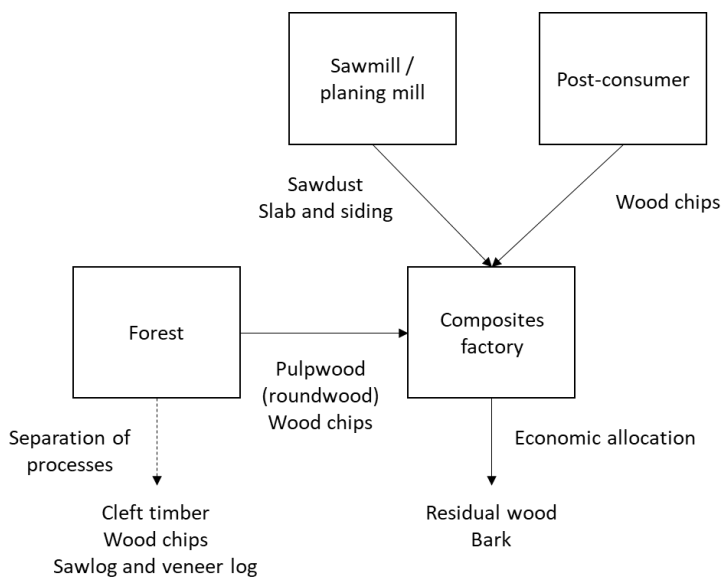 Sawmill /
planing mill
Post-consumer
Sawdust
Slab and siding
Wood chips
Forest
Composites
factory
Pulpwood
(roundwood)
Wood chips
Separation of
processes
Economic allocation
Cleft timber
Wood chips
Sawlog and veneer log
Residual wood
Bark